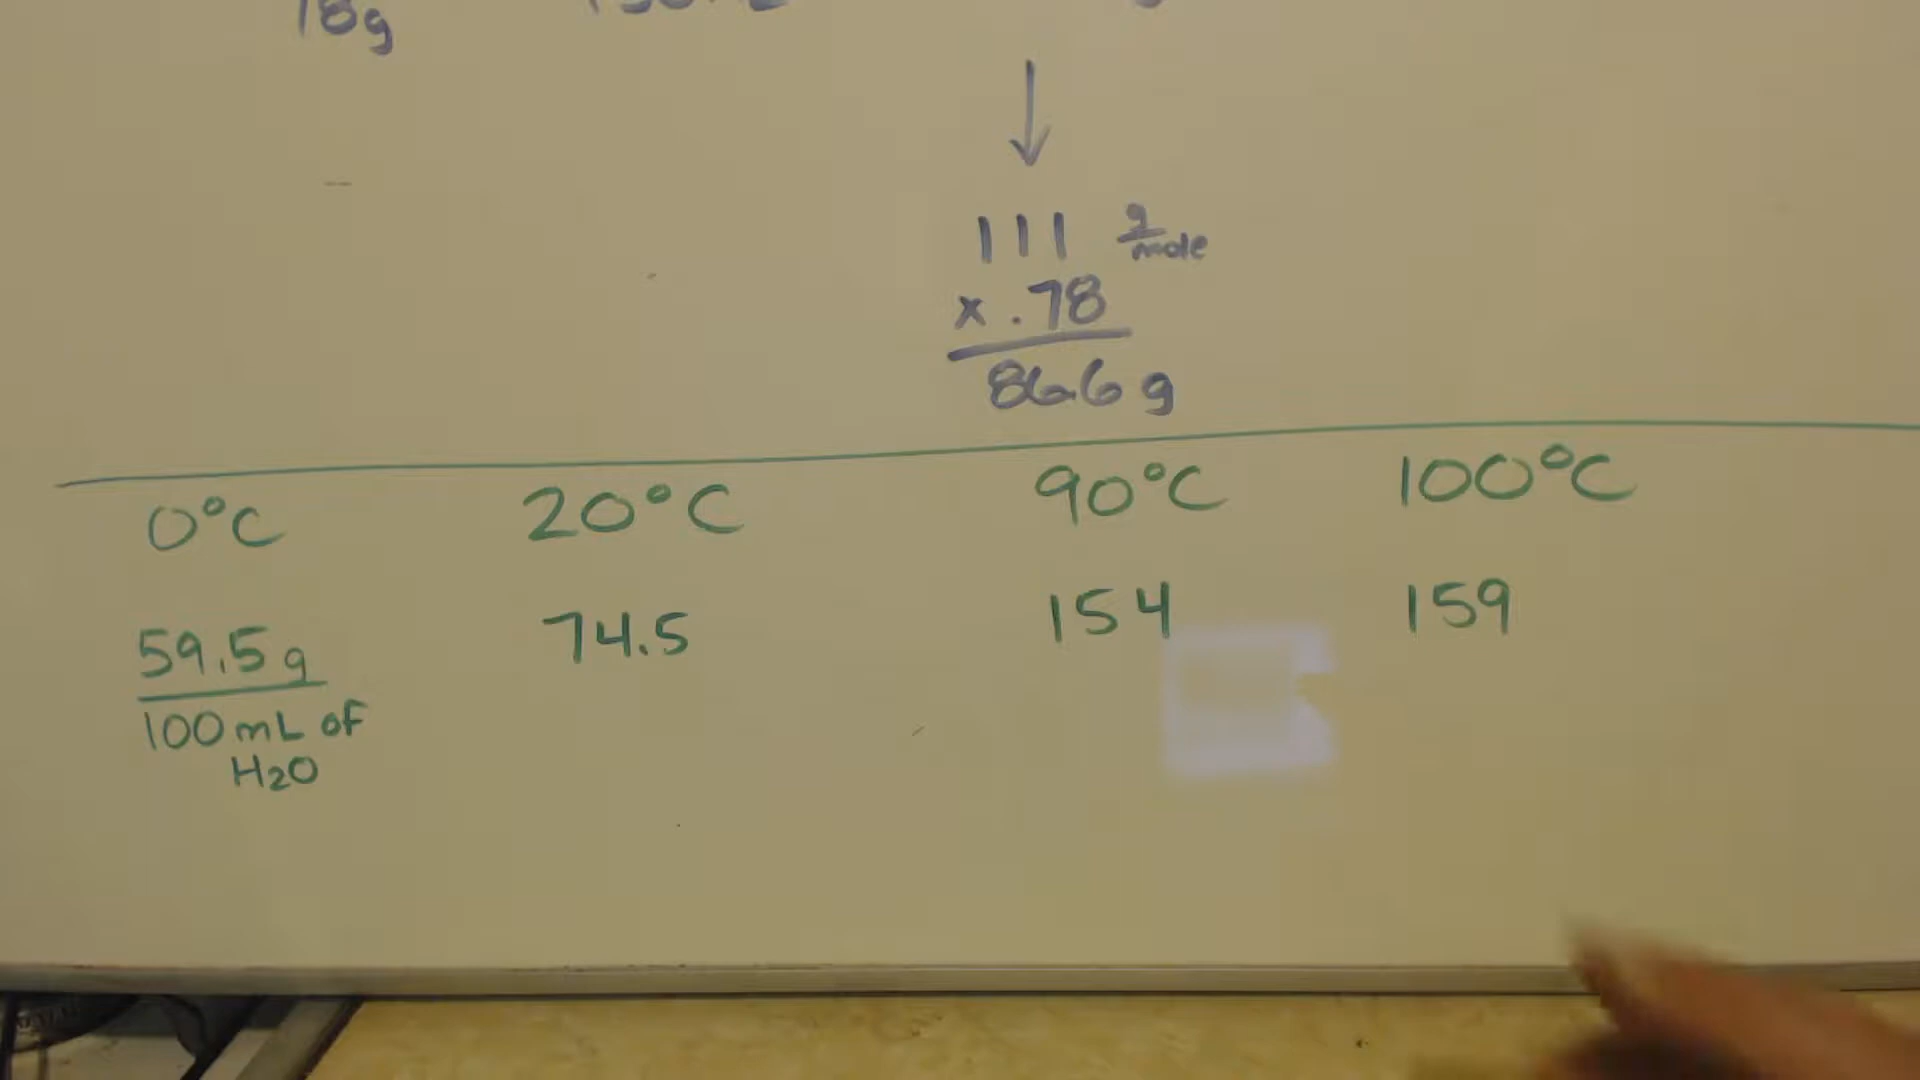 18g
111 g/mole
x .78
86.6 g
0°C 20°C 90°C 100°C
59.5g 74.5 154 159
100 mL of
H2O